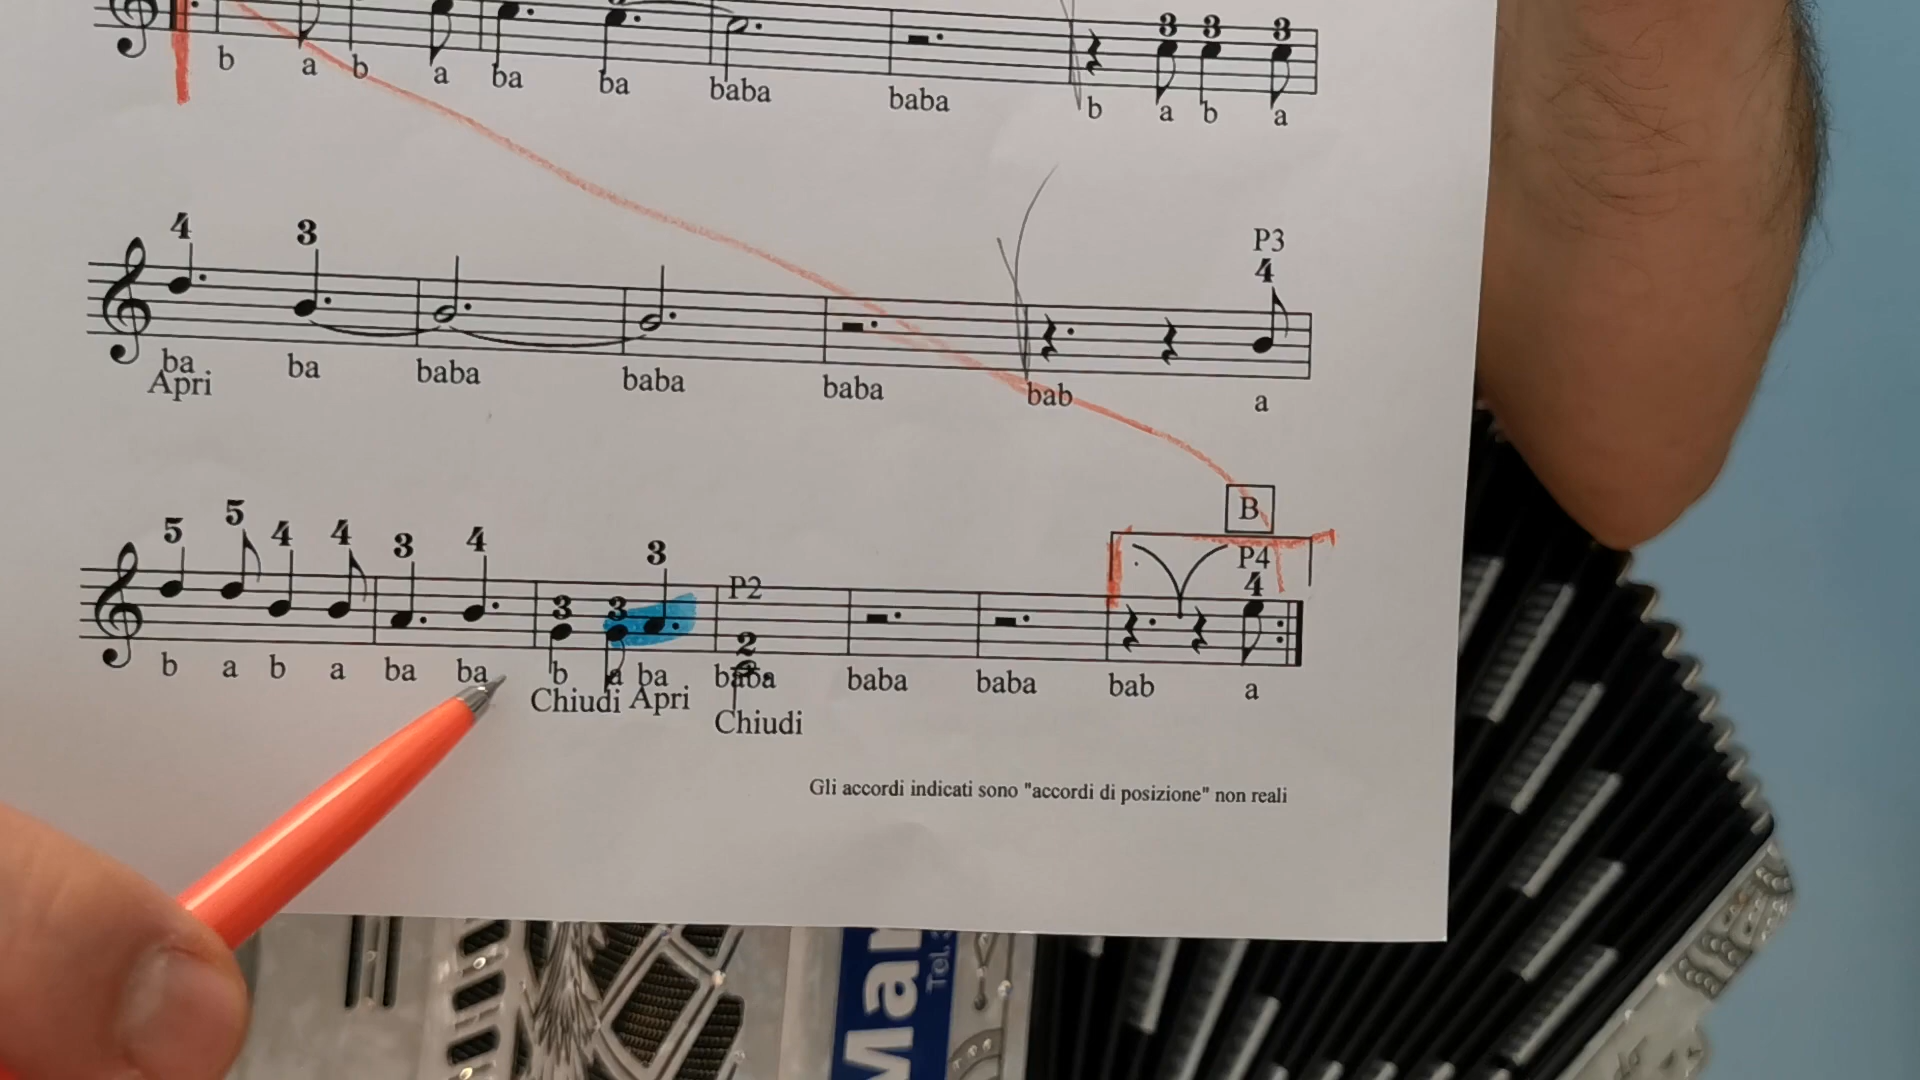 3 3 3
b a b a ba ba baba baba b a b a
4 3 P3 4
ba ba baba baba baba bab a
Apri
B
5 5 4 4 3 4 3 3 3 P2 2 P4 4
b a b a ba ba b a ba baba baba baba bab a
Chiudi Apri Chiudi
Gli accordi indicati sono "accordi di posizione" non reali
Mar
Tel.